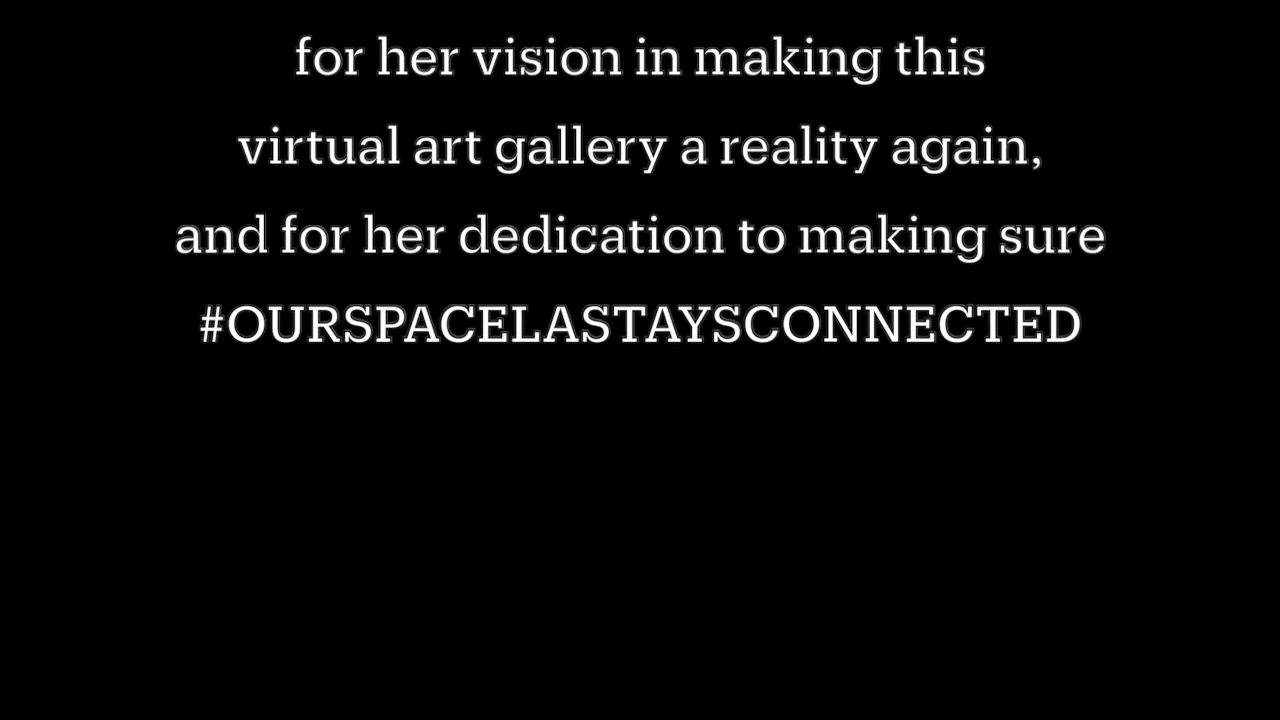 for her vision in making this
virtual art gallery a reality again,
and for her dedication to making sure
#OURSPACELASTAYSCONNECTED